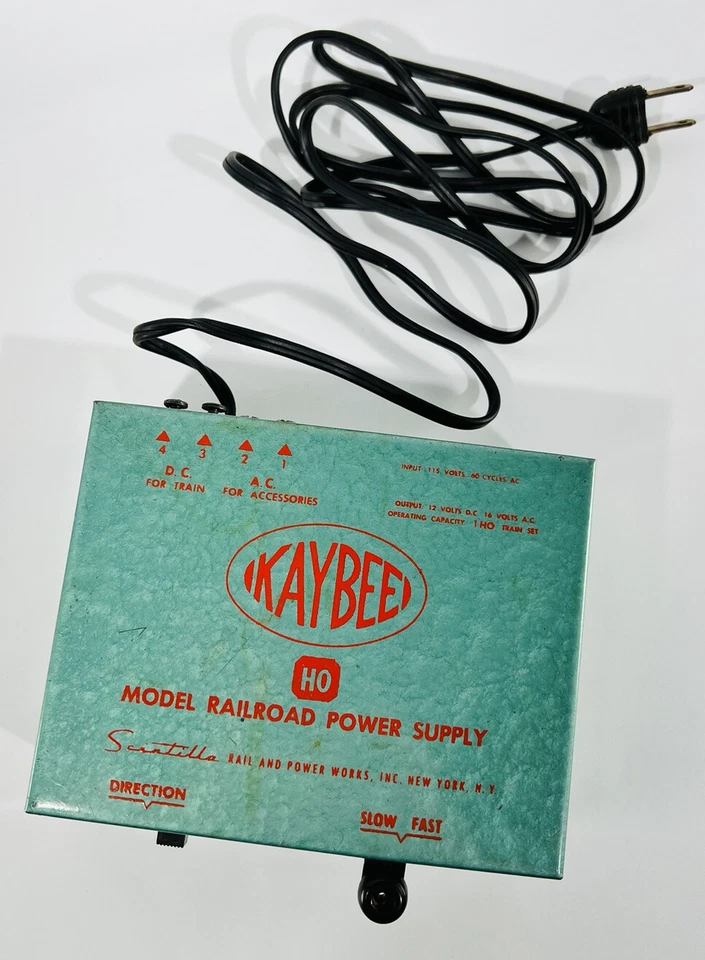 4 3 2 1
D.C. A.C.
FOR TRAIN FOR ACCESSORIES
INPUT 115 VOLTS 60 CYCLES AC
OUTPUT 12 VOLTS D.C. 16 VOLTS A.C.
OPERATING CAPACITY 1 HO TRAIN SET
KAYBEE
HO
MODEL RAILROAD POWER SUPPLY
Scintilla RAIL AND POWER WORKS, INC. NEW YORK, N.Y.
DIRECTION
SLOW FAST